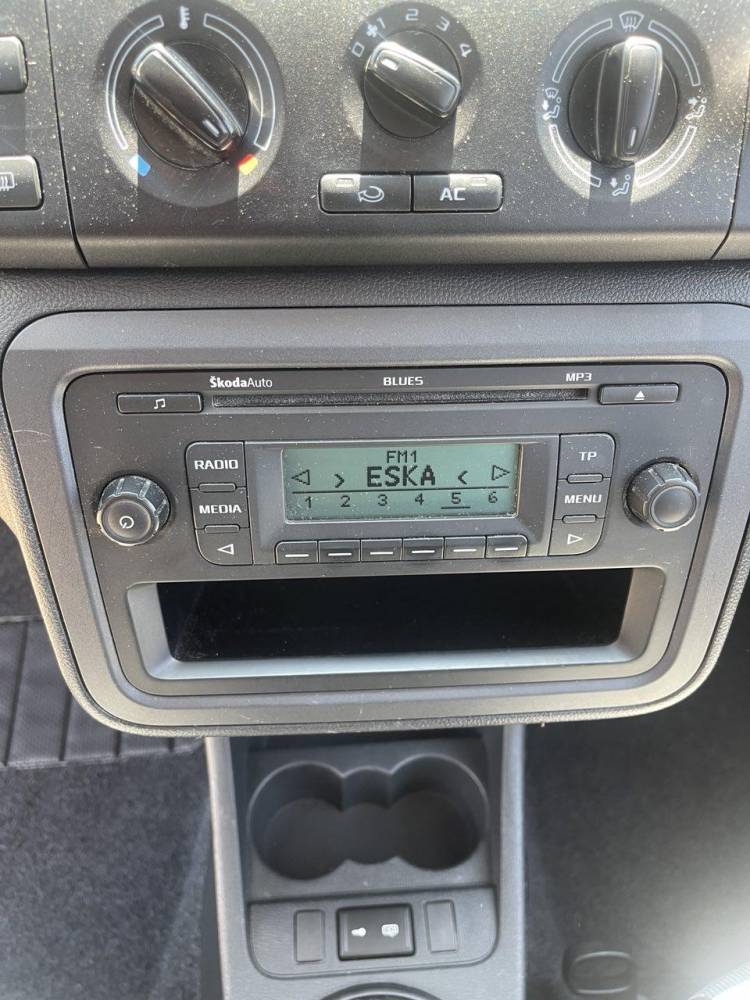 0 1 2 3 4
AC
ŠkodaAuto BLUES MP3
RADIO FM1 TP
> ESKA <
MEDIA 1 2 3 4 5 6 MENU